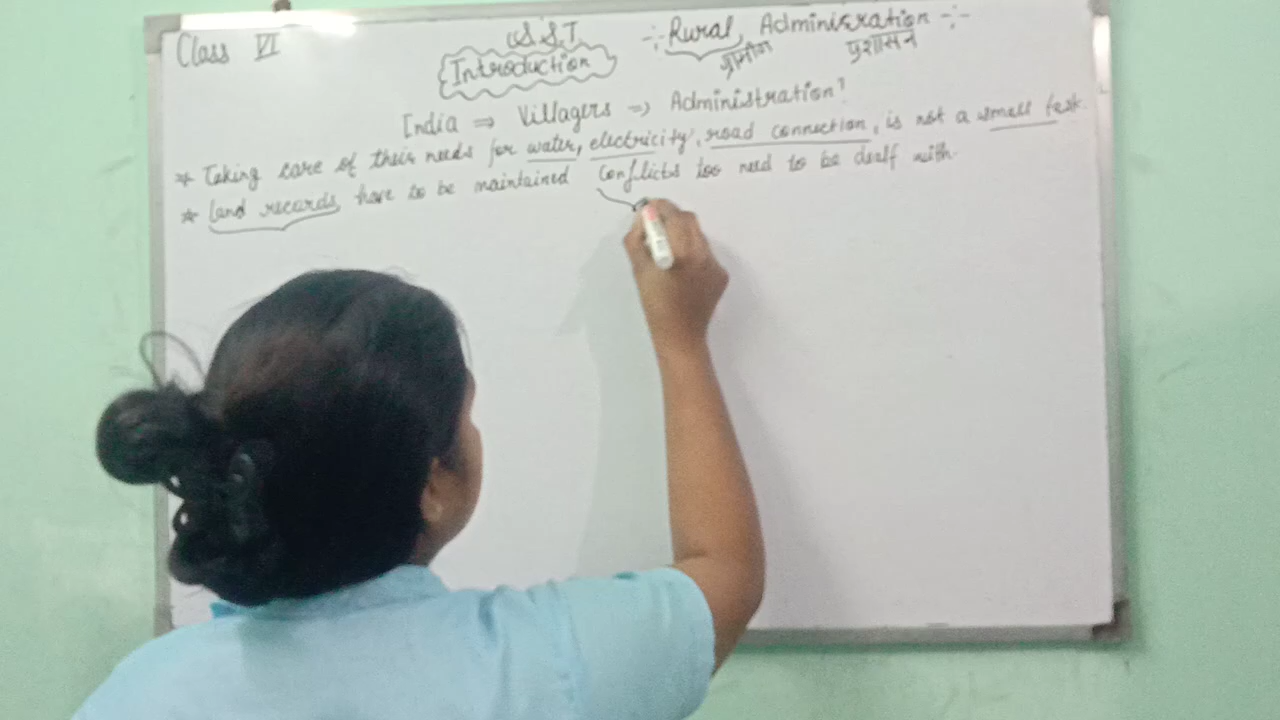 Class VI
S.S.T
-:- Rural Administration -:-
ग्रामीण प्रशासन
Introduction
India ⇒ Villagers ⇒ Administration?
* Taking care of their needs for water, electricity, road connection, is not a small task.
* land records have to be maintained Conflicts too need to be dealf with.